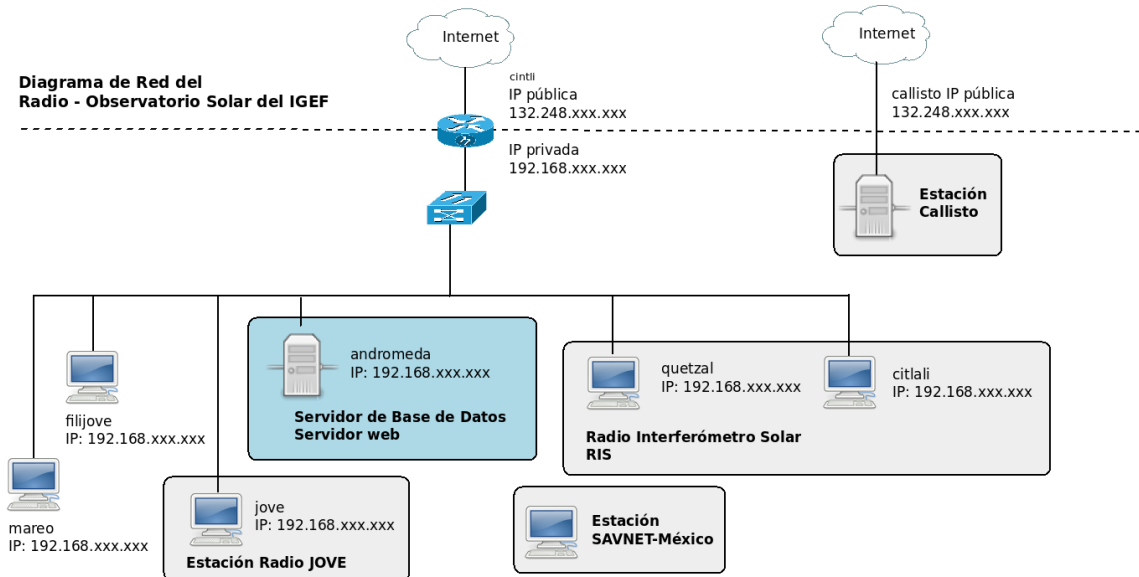 Internet
Internet
Diagrama de Red del
Radio - Observatorio Solar del IGEF
cintli
IP pública
132.248.xxx.xxx
callisto IP pública
132.248.xxx.xxx
IP privada
192.168.xxx.xxx
Estación
Callisto
andromeda
IP: 192.168.xxx.xxx
Servidor de Base de Datos
Servidor web
quetzal
IP: 192.168.xxx.xxx
citlali
IP: 192.168.xxx.xxx
Radio Interferómetro Solar
RIS
filijove
IP: 192.168.xxx.xxx
mareo
IP: 192.168.xxx.xxx
jove
IP: 192.168.xxx.xxx
Estación Radio JOVE
Estación
SAVNET-México